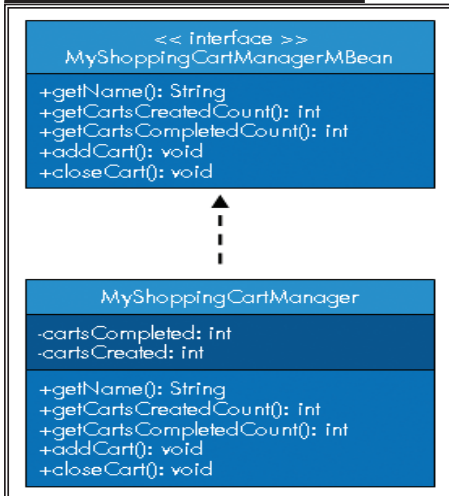 << interface >>
MyShoppingCartManagerMBean
+getName(): String
+getCartsCreatedCount(): int
+getCartsCompletedCount(): int
+addCart(): void
+closeCart(): void
MyShoppingCartManager
-cartsCompleted: int
-cartsCreated: int
+getName(): String
+getCartsCreatedCount(): int
+getCartsCompletedCount(): int
+addCart(): void
+closeCart(): void